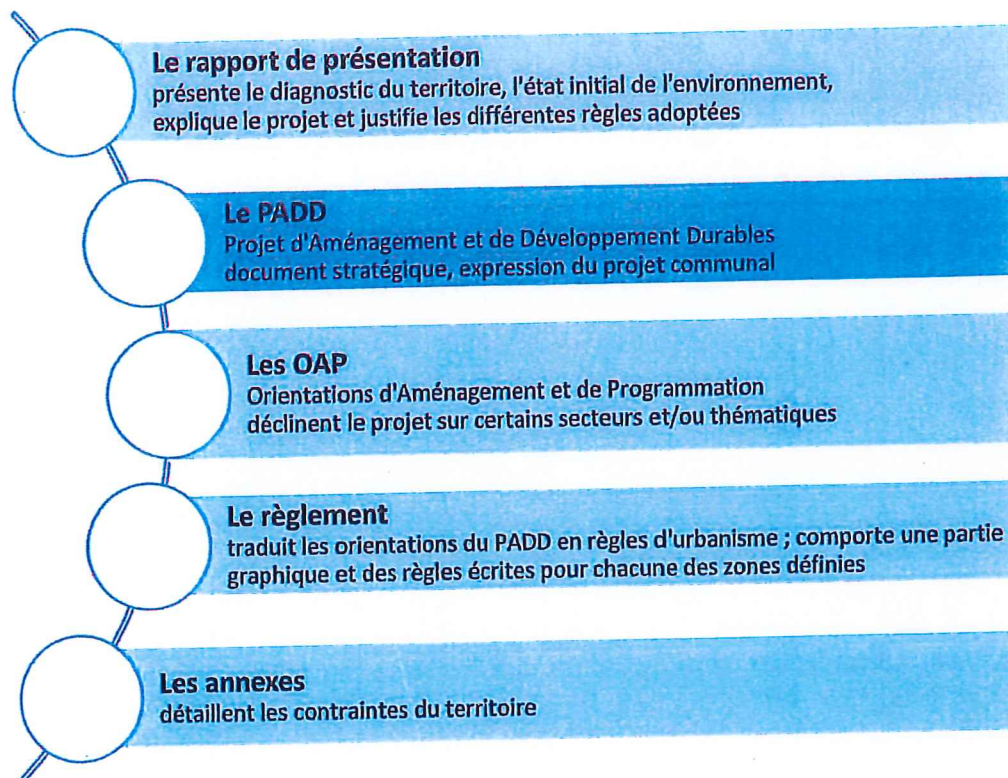 Le rapport de présentation
présente le diagnostic du territoire, l'état initial de l'environnement,
explique le projet et justifie les différentes règles adoptées
Le PADD
Projet d'Aménagement et de Développement Durables
document stratégique, expression du projet communal
Les OAP
Orientations d'Aménagement et de Programmation
déclinent le projet sur certains secteurs et/ou thématiques
Le règlement
traduit les orientations du PADD en règles d'urbanisme ; comporte une partie
graphique et des règles écrites pour chacune des zones définies
Les annexes
détaillent les contraintes du territoire